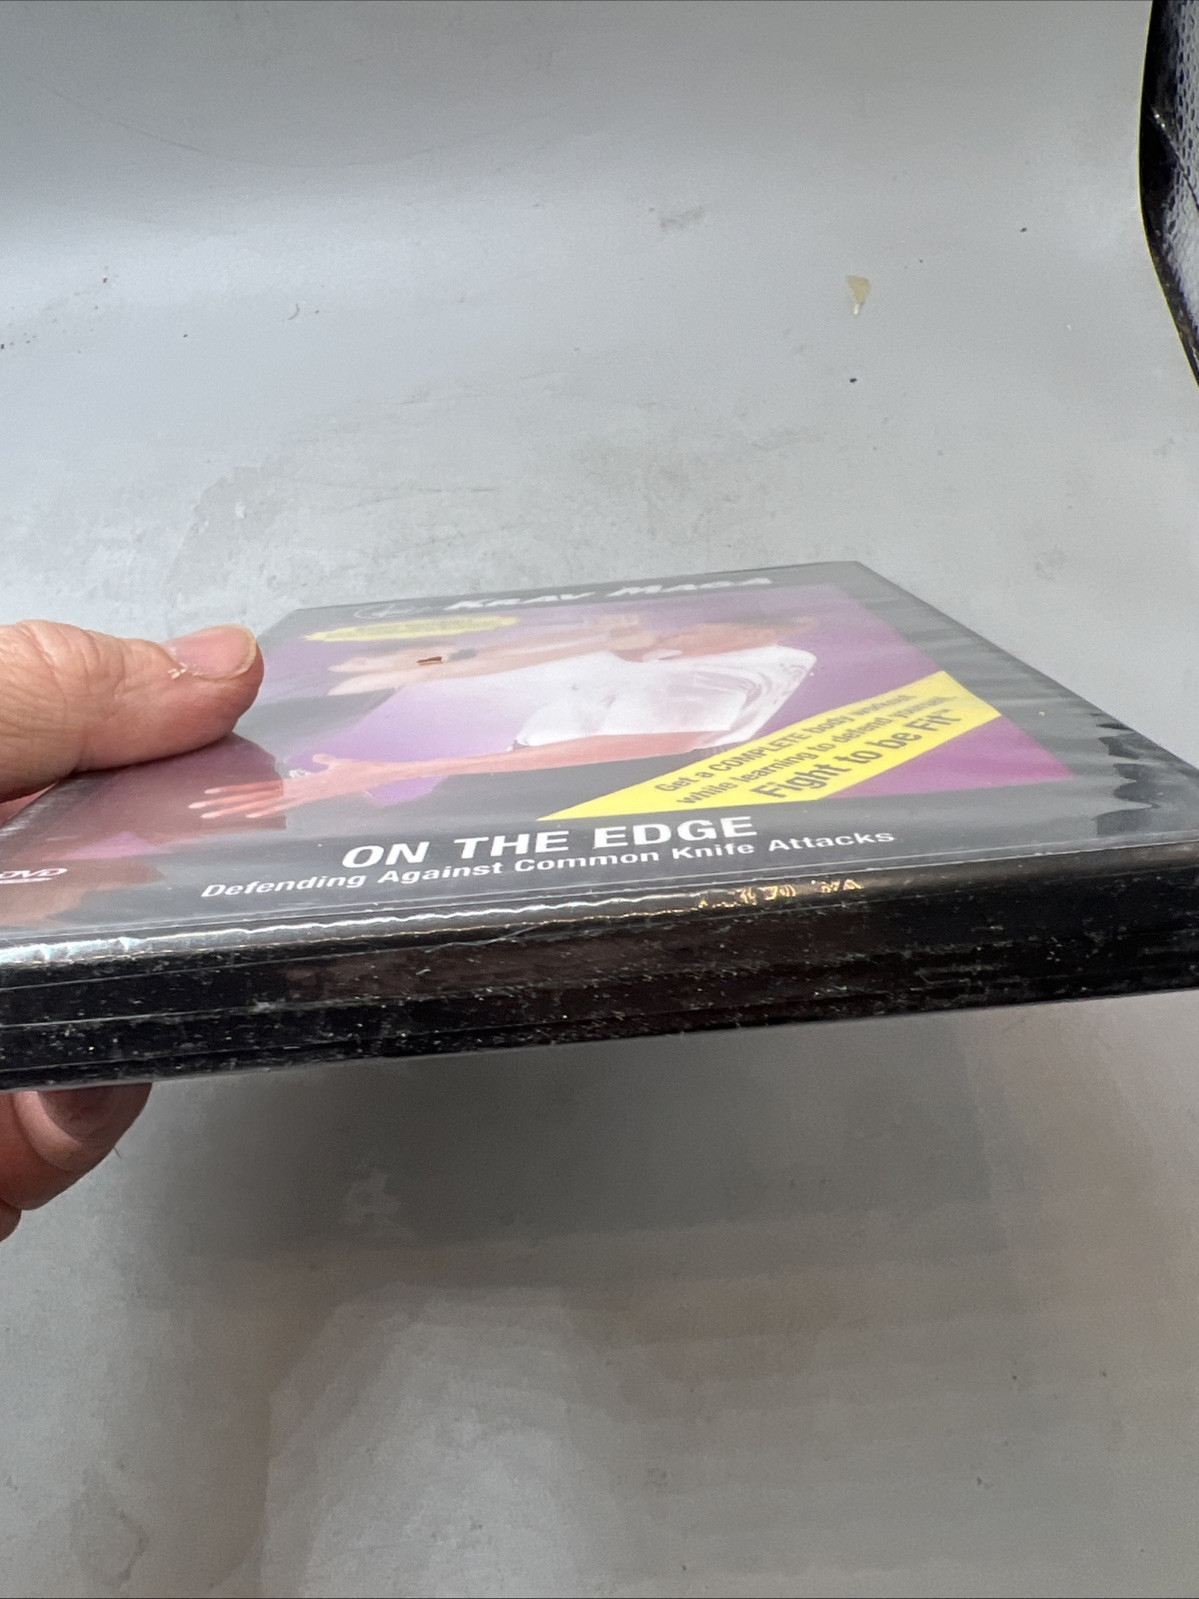 KRAV MAGA
Get a COMPLETE body workout
while learning to defend yourself.
Fight to be Fit™
ON THE EDGE
Defending Against Common Knife Attacks
DVD